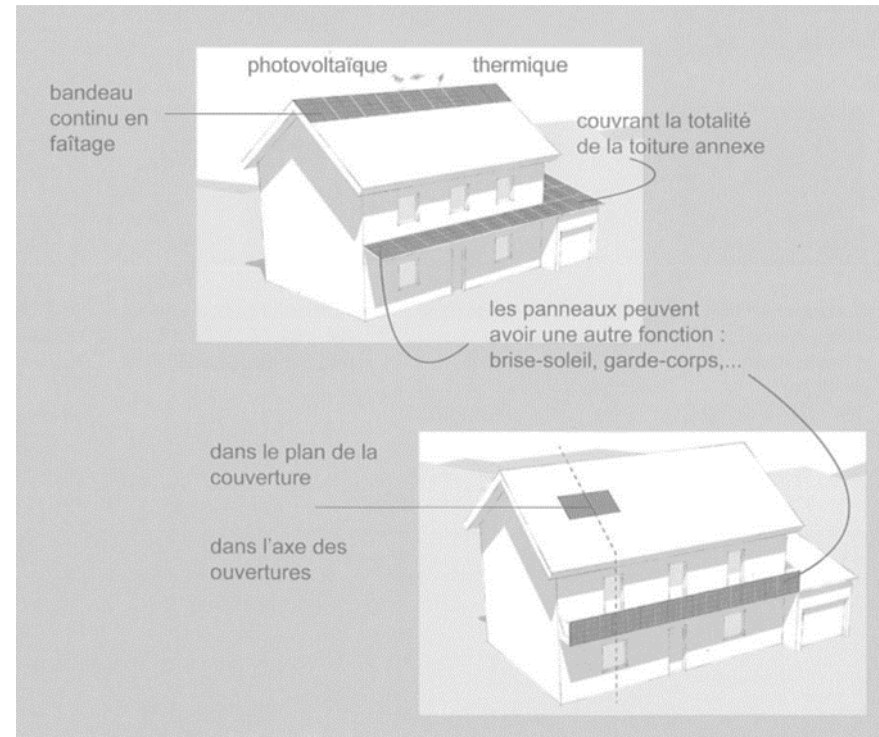 photovoltaïque
thermique
bandeau
continu en
faîtage
couvrant la totalité
de la toiture annexe
les panneaux peuvent
avoir une autre fonction :
brise-soleil, garde-corps,...
dans le plan de la
couverture
dans l'axe des
ouvertures